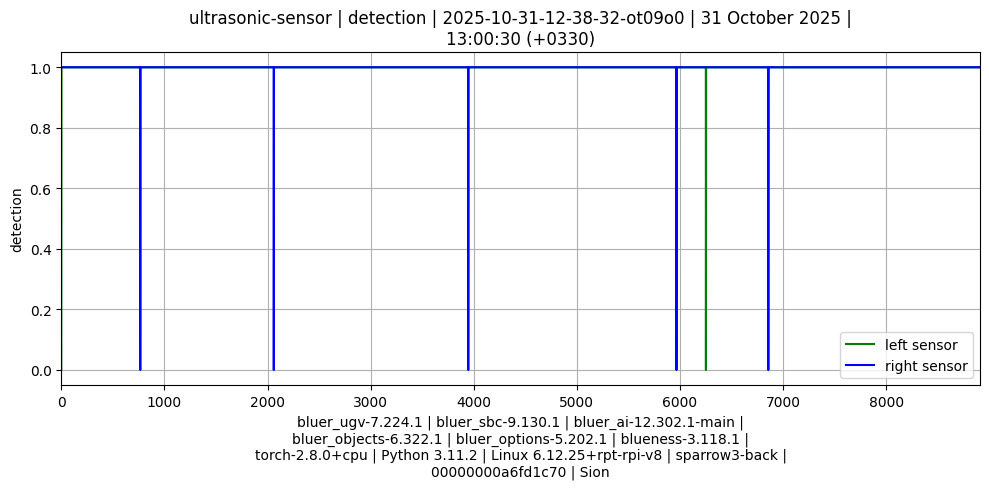 ultrasonic-sensor | detection | 2025-10-31-12-38-32-ot09o0 | 31 October 2025 |
13:00:30 (+0330)
1.0
0.8
0.6
0.4
0.2
0.0
detection
left sensor
right sensor
0 1000 2000 3000 4000 5000 6000 7000 8000
bluer_ugv-7.224.1 | bluer_sbc-9.130.1 | bluer_ai-12.302.1-main |
bluer_objects-6.322.1 | bluer_options-5.202.1 | blueness-3.118.1 |
torch-2.8.0+cpu | Python 3.11.2 | Linux 6.12.25+rpt-rpi-v8 | sparrow3-back |
00000000a6fd1c70 | Sion